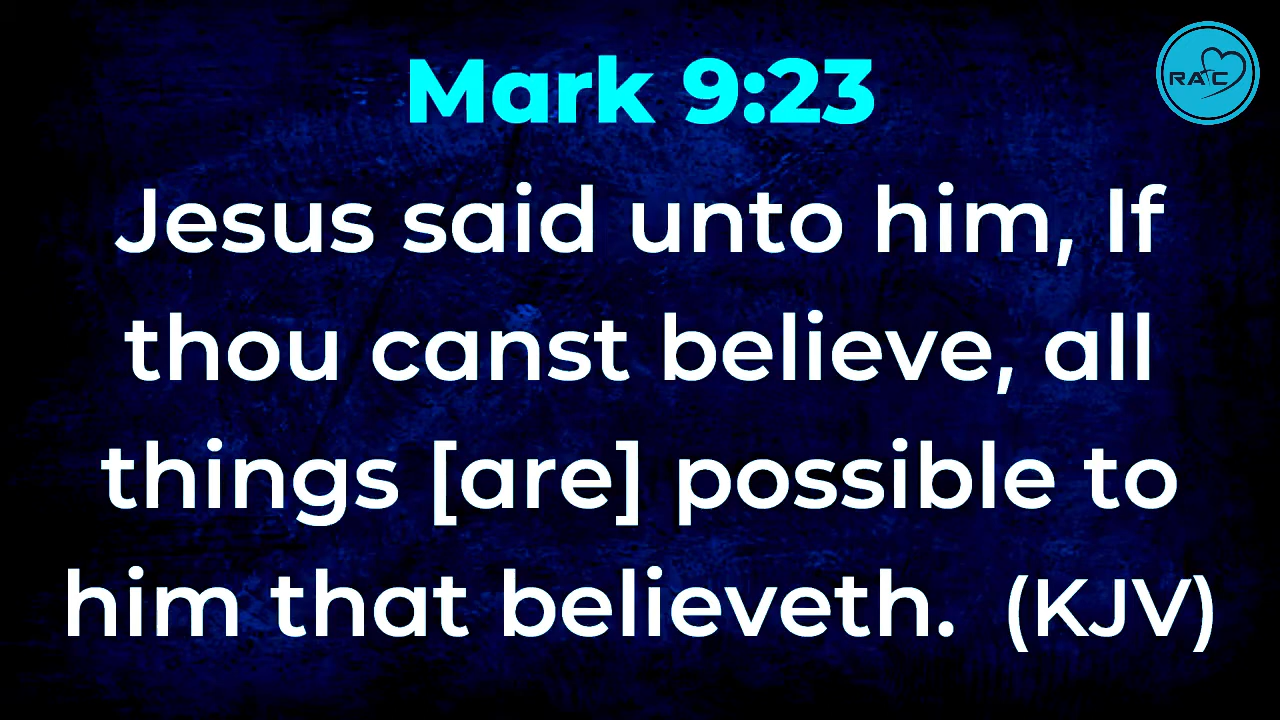 Mark 9:23
RAC
Jesus said unto him, If
thou canst believe, all
things [are] possible to
him that believeth. (KJV)